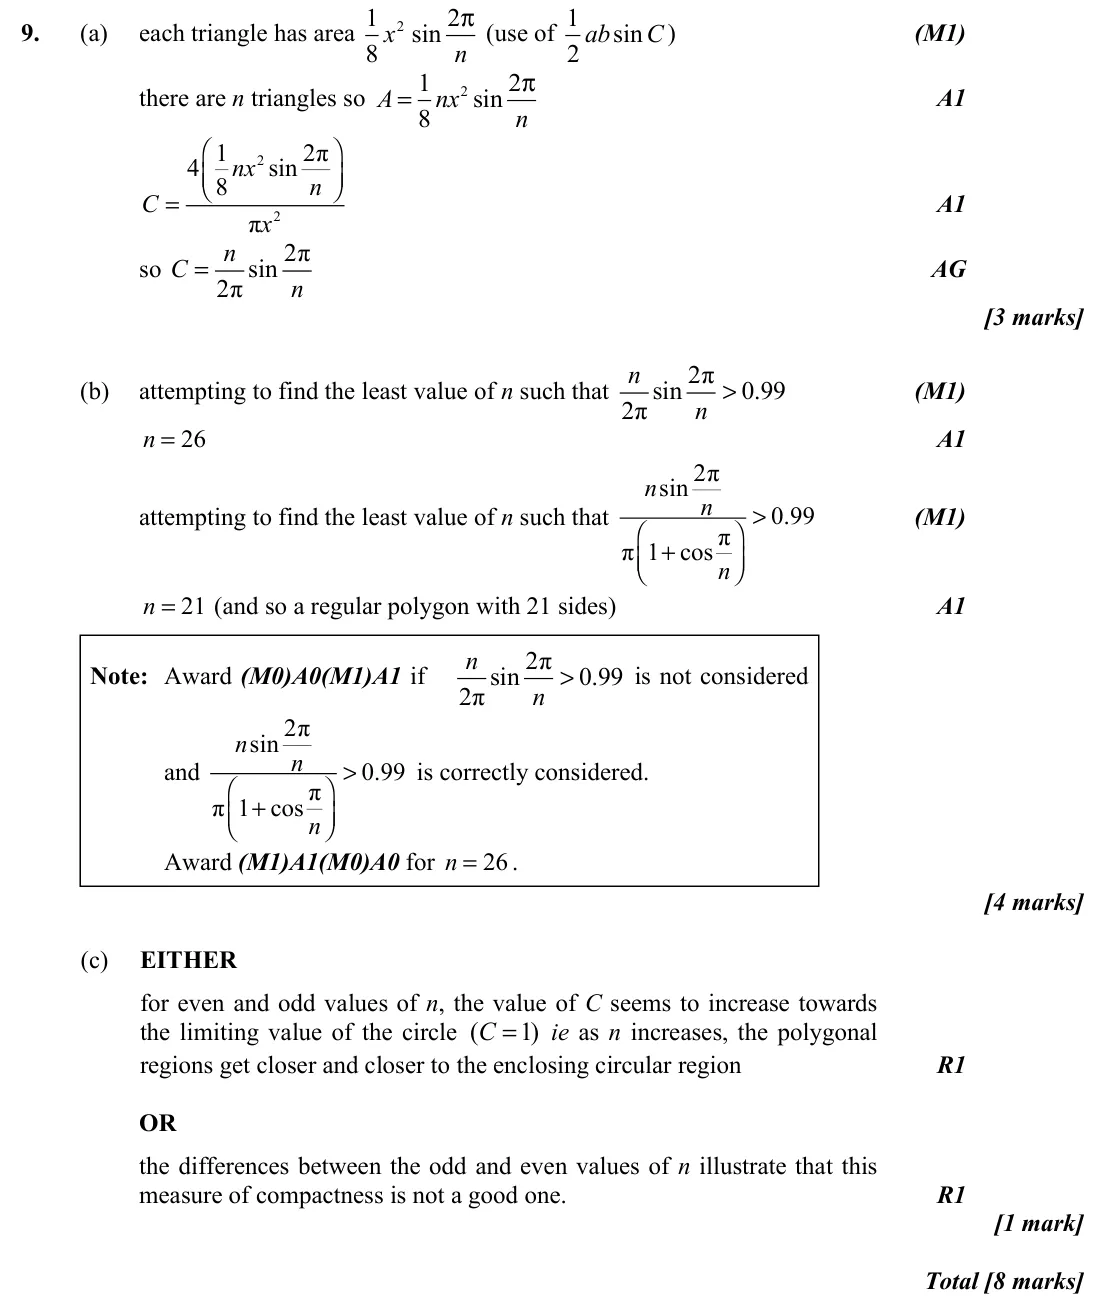 9. (a) each triangle has area 1/8 x² sin 2π/n (use of 1/2 ab sin C) (M1)
there are n triangles so A = 1/8 nx² sin 2π/n A1
C = 4(1/8 nx² sin 2π/n) / πx² A1
so C = n/2π sin 2π/n AG
[3 marks]
(b) attempting to find the least value of n such that n/2π sin 2π/n > 0.99 (M1)
n = 26 A1
attempting to find the least value of n such that n sin 2π/n / π(1 + cos π/n) > 0.99 (M1)
n = 21 (and so a regular polygon with 21 sides) A1
Note: Award (M0)A0(M1)A1 if n/2π sin 2π/n > 0.99 is not considered
and n sin 2π/n / π(1 + cos π/n) > 0.99 is correctly considered.
Award (M1)A1(M0)A0 for n = 26.
[4 marks]
(c) EITHER
for even and odd values of n, the value of C seems to increase towards
the limiting value of the circle (C = 1) ie as n increases, the polygonal
regions get closer and closer to the enclosing circular region R1
OR
the differences between the odd and even values of n illustrate that this
measure of compactness is not a good one. R1
[1 mark]
Total [8 marks]